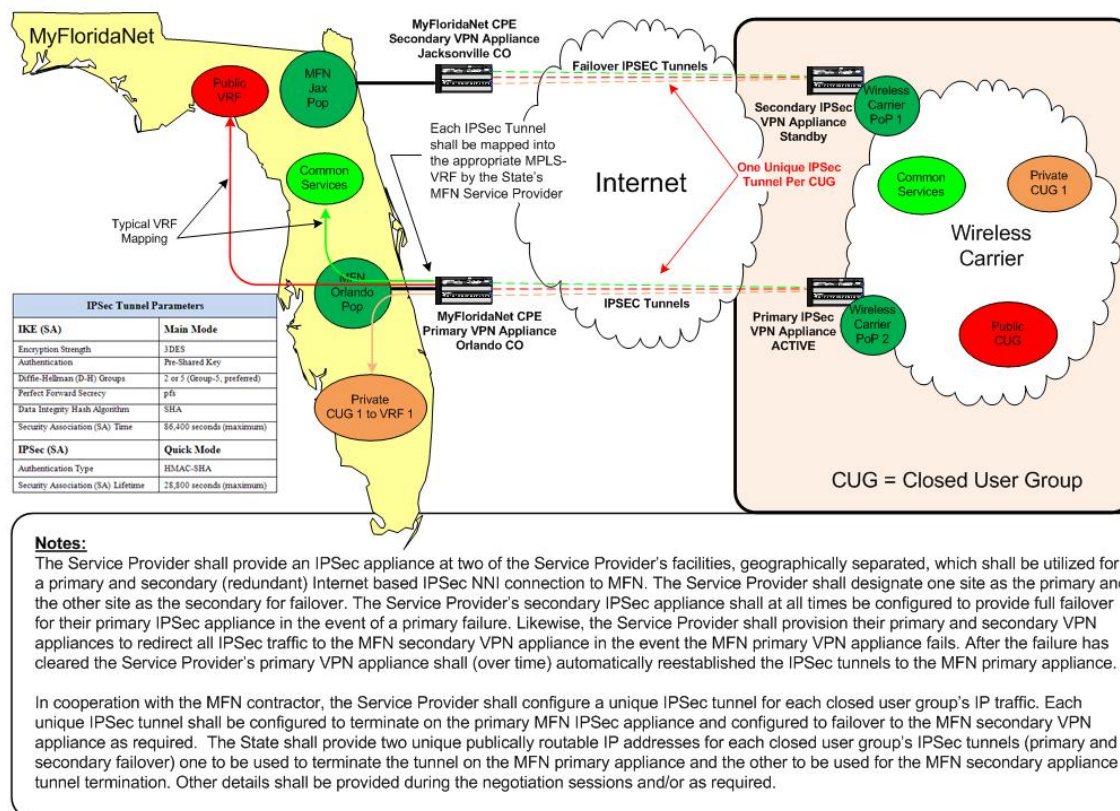 MyFloridaNet
Public
VRF
MFN
Jax
Pop
Common
Services
Typical VRF
Mapping
MFN
Orlando
Pop
Private
CUG 1 to VRF 1
MyFloridaNet CPE
Secondary VPN Appliance
Jacksonville CO
Each IPSec Tunnel
shall be mapped into
the appropriate MPLS-
VRF by the State's
MFN Service Provider
MyFloridaNet CPE
Primary VPN Appliance
Orlando CO
Failover IPSEC Tunnels
Internet
One Unique IPSec
Tunnel Per CUG
IPSEC Tunnels
Secondary IPSec
VPN Appliance
Standby
Wireless
Carrier
PoP 1
Common
Services
Private
CUG 1
Wireless
Carrier
Primary IPSec
VPN Appliance
ACTIVE
Wireless
Carrier
PoP 2
Public
CUG
CUG = Closed User Group
IPSec Tunnel Parameters
IKE (SA) Main Mode
Encryption Strength 3DES
Authentication Pre-Shared Key
Diffie-Hellman (D-H) Groups 2 or 5 (Group-5, preferred)
Perfect Forward Secrecy pfs
Data Integrity Hash Algorithm SHA
Security Association (SA) Time 86,400 seconds (maximum)
IPSec (SA) Quick Mode
Authentication Type HMAC-SHA
Security Association (SA) Lifetime 28,800 seconds (maximum)
Notes:
The Service Provider shall provide an IPSec appliance at two of the Service Provider's facilities, geographically separated, which shall be utilized for
a primary and secondary (redundant) Internet based IPSec NNI connection to MFN. The Service Provider shall designate one site as the primary and
the other site as the secondary for failover. The Service Provider's secondary IPSec appliance shall at all times be configured to provide full failover
for their primary IPSec appliance in the event of a primary failure. Likewise, the Service Provider shall provision their primary and secondary VPN
appliances to redirect all IPSec traffic to the MFN secondary VPN appliance in the event the MFN primary VPN appliance fails. After the failure has
cleared the Service Provider's primary VPN appliance shall (over time) automatically reestablished the IPSec tunnels to the MFN primary appliance.
In cooperation with the MFN contractor, the Service Provider shall configure a unique IPSec tunnel for each closed user group's IP traffic. Each
unique IPSec tunnel shall be configured to terminate on the primary MFN IPSec appliance and configured to failover to the MFN secondary VPN
appliance as required. The State shall provide two unique publically routable IP addresses for each closed user group's IPSec tunnels (primary and
secondary failover) one to be used to terminate the tunnel on the MFN primary appliance and the other to be used for the MFN secondary appliance
tunnel termination. Other details shall be provided during the negotiation sessions and/or as required.